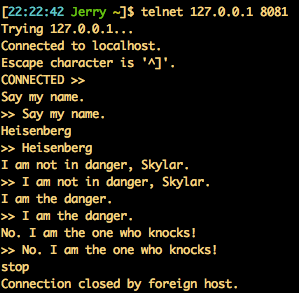 [22:22:42 Jerry ~]$ telnet 127.0.0.1 8081
Trying 127.0.0.1...
Connected to localhost.
Escape character is '^]'.
CONNECTED >>
Say my name.
>> Say my name.
Heisenberg
>> Heisenberg
I am not in danger, Skylar.
>> I am not in danger, Skylar.
I am the danger.
>> I am the danger.
No. I am the one who knocks!
>> No. I am the one who knocks!
stop
Connection closed by foreign host.